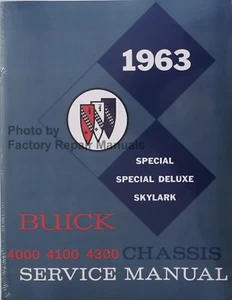 1963
Photo by
Factory Repair Manuals
SPECIAL
SPECIAL DELUXE
SKYLARK
BUICK
4000 4100 4300 CHASSIS
SERVICE MANUAL